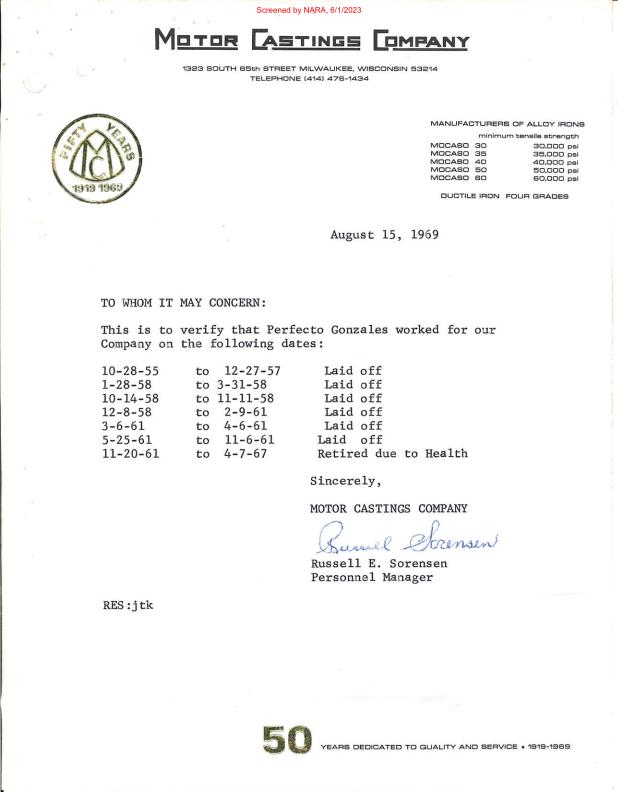 Screened by NARA, 6/1/2023
MOTOR CASTINGS COMPANY
1323 SOUTH 65th STREET MILWAUKEE, WISCONSIN 53214
TELEPHONE (414) 476-1434
FIFTY YEARS
MCC
1919 1969
MANUFACTURERS OF ALLOY IRONS
minimum tensile strength
MOCASO 30 30,000 psi
MOCASO 35 35,000 psi
MOCASO 40 40,000 psi
MOCASO 50 50,000 psi
MOCASO 60 60,000 psi
DUCTILE IRON FOUR GRADES
August 15, 1969
TO WHOM IT MAY CONCERN:
This is to verify that Perfecto Gonzales worked for our
Company on the following dates:
10-28-55 to 12-27-57 Laid off
1-28-58 to 3-31-58 Laid off
10-14-58 to 11-11-58 Laid off
12-8-58 to 2-9-61 Laid off
3-6-61 to 4-6-61 Laid off
5-25-61 to 11-6-61 Laid off
11-20-61 to 4-7-67 Retired due to Health
Sincerely,
MOTOR CASTINGS COMPANY
Russell Sorensen
Russell E. Sorensen
Personnel Manager
RES:jtk
50 YEARS DEDICATED TO QUALITY AND SERVICE • 1919-1969